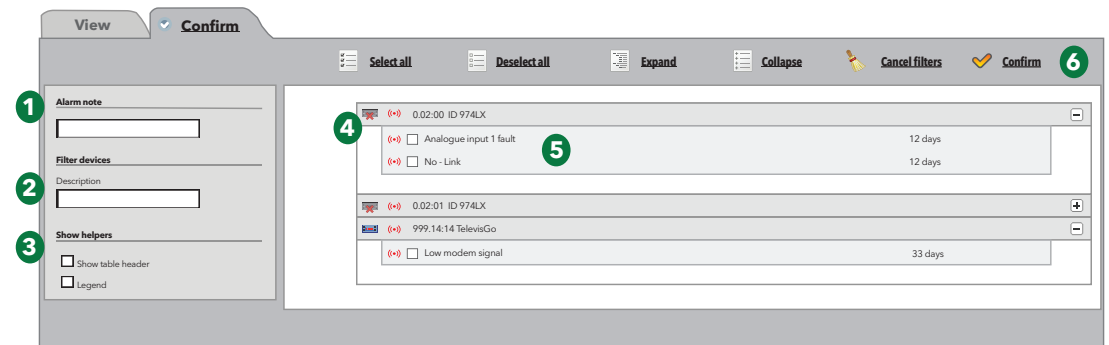 View
Confirm
Select all
Deselect all
Expand
Collapse
Cancel filters
Confirm
6
1
Alarm note
Filter devices
2
Description
3
Show helpers
Show table header
Legend
4
0.02:00 ID 974LX
Analogue input 1 fault
12 days
5
No - Link
12 days
0.02:01 ID 974LX
999.14:14 TelevisGo
Low modem signal
33 days